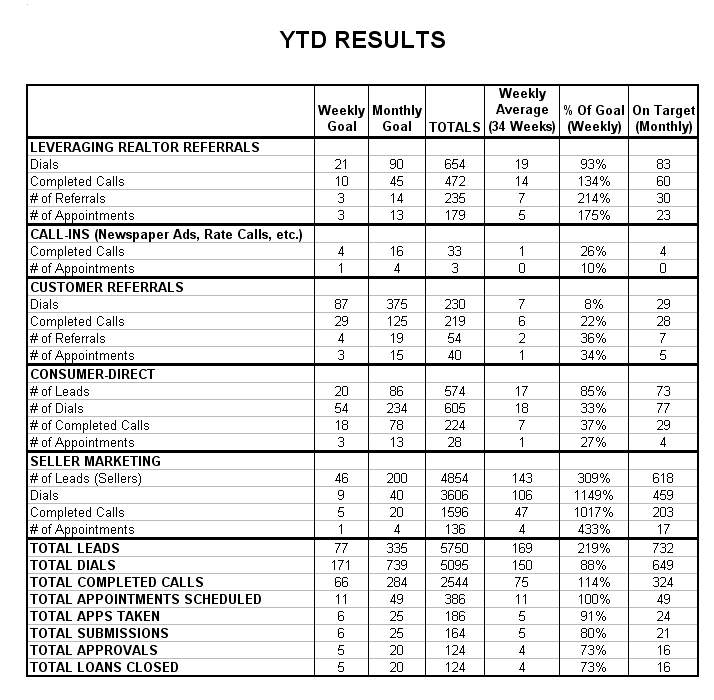 YTD RESULTS
Weekly Goal Monthly Goal TOTALS Weekly Average (34 Weeks) % Of Goal (Weekly) On Target (Monthly)
LEVERAGING REALTOR REFERRALS
Dials 21 90 654 19 93% 83
Completed Calls 10 45 472 14 134% 60
# of Referrals 3 14 235 7 214% 30
# of Appointments 3 13 179 5 175% 23
CALL-INS (Newspaper Ads, Rate Calls, etc.)
Completed Calls 4 16 33 1 26% 4
# of Appointments 1 4 3 0 10% 0
CUSTOMER REFERRALS
Dials 87 375 230 7 8% 29
Completed Calls 29 125 219 6 22% 28
# of Referrals 4 19 54 2 36% 7
# of Appointments 3 15 40 1 34% 5
CONSUMER-DIRECT
# of Leads 20 86 574 17 85% 73
# of Dials 54 234 605 18 33% 77
# of Completed Calls 18 78 224 7 37% 29
# of Appointments 3 13 28 1 27% 4
SELLER MARKETING
# of Leads (Sellers) 46 200 4854 143 309% 618
Dials 9 40 3606 106 1149% 459
Completed Calls 5 20 1596 47 1017% 203
# of Appointments 1 4 136 4 433% 17
TOTAL LEADS 77 335 5750 169 219% 732
TOTAL DIALS 171 739 5095 150 88% 649
TOTAL COMPLETED CALLS 66 284 2544 75 114% 324
TOTAL APPOINTMENTS SCHEDULED 11 49 386 11 100% 49
TOTAL APPS TAKEN 6 25 186 5 91% 24
TOTAL SUBMISSIONS 6 25 164 5 80% 21
TOTAL APPROVALS 5 20 124 4 73% 16
TOTAL LOANS CLOSED 5 20 124 4 73% 16